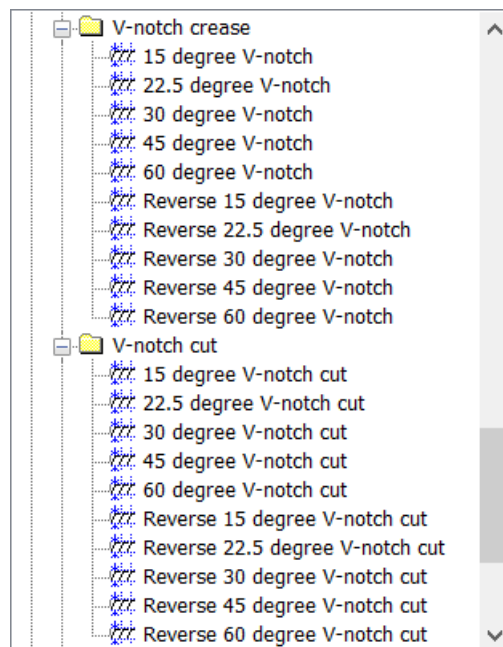 V-notch crease
15 degree V-notch
22.5 degree V-notch
30 degree V-notch
45 degree V-notch
60 degree V-notch
Reverse 15 degree V-notch
Reverse 22.5 degree V-notch
Reverse 30 degree V-notch
Reverse 45 degree V-notch
Reverse 60 degree V-notch
V-notch cut
15 degree V-notch cut
22.5 degree V-notch cut
30 degree V-notch cut
45 degree V-notch cut
60 degree V-notch cut
Reverse 15 degree V-notch cut
Reverse 22.5 degree V-notch cut
Reverse 30 degree V-notch cut
Reverse 45 degree V-notch cut
Reverse 60 degree V-notch cut